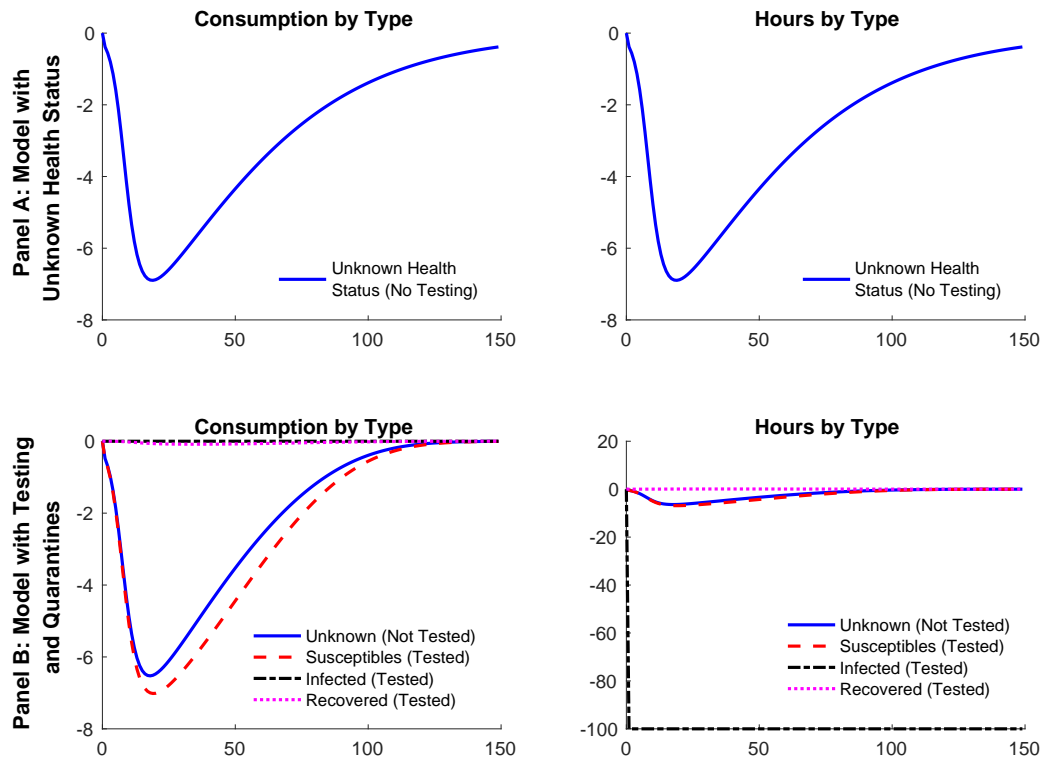 Consumption by Type
Hours by Type
Panel A: Model with
Unknown Health Status
0
-2
-4
-6
-8
0
50
100
150
Unknown Health
Status (No Testing)
0
-2
-4
-6
-8
0
50
100
150
Unknown Health
Status (No Testing)
Consumption by Type
Hours by Type
Panel B: Model with Testing
and Quarantines
0
-2
-4
-6
-8
0
50
100
150
Unknown (Not Tested)
Susceptibles (Tested)
Infected (Tested)
Recovered (Tested)
20
0
-20
-40
-60
-80
-100
0
50
100
150
Unknown (Not Tested)
Susceptibles (Tested)
Infected (Tested)
Recovered (Tested)